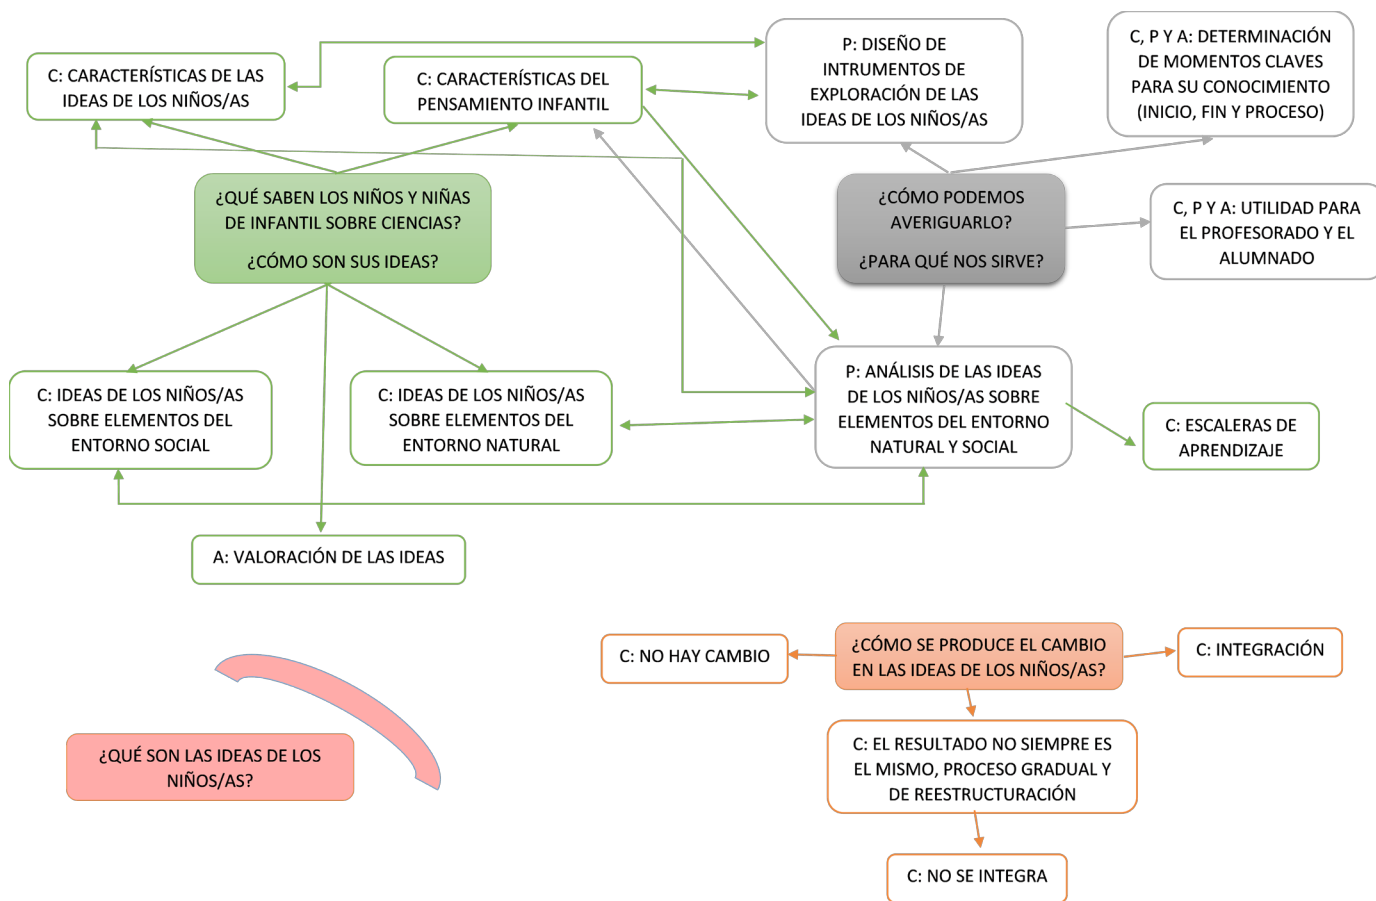 C: CARACTERÍSTICAS DE LAS
IDEAS DE LOS NIÑOS/AS
C: CARACTERÍSTICAS DEL
PENSAMIENTO INFANTIL
P: DISEÑO DE
INTRUMENTOS DE
EXPLORACIÓN DE LAS
IDEAS DE LOS NIÑOS/AS
C, P Y A: DETERMINACIÓN
DE MOMENTOS CLAVES
PARA SU CONOCIMIENTO
(INICIO, FIN Y PROCESO)
¿QUÉ SABEN LOS NIÑOS Y NIÑAS
DE INFANTIL SOBRE CIENCIAS?
¿CÓMO SON SUS IDEAS?
¿CÓMO PODEMOS
AVERIGUARLO?
¿PARA QUÉ NOS SIRVE?
C, P Y A: UTILIDAD PARA
EL PROFESORADO Y EL
ALUMNADO
C: IDEAS DE LOS NIÑOS/AS
SOBRE ELEMENTOS DEL
ENTORNO SOCIAL
C: IDEAS DE LOS NIÑOS/AS
SOBRE ELEMENTOS DEL
ENTORNO NATURAL
P: ANÁLISIS DE LAS IDEAS
DE LOS NIÑOS/AS SOBRE
ELEMENTOS DEL ENTORNO
NATURAL Y SOCIAL
C: ESCALERAS DE
APRENDIZAJE
A: VALORACIÓN DE LAS IDEAS
C: NO HAY CAMBIO
¿CÓMO SE PRODUCE EL CAMBIO
EN LAS IDEAS DE LOS NIÑOS/AS?
C: INTEGRACIÓN
¿QUÉ SON LAS IDEAS DE LOS
NIÑOS/AS?
C: EL RESULTADO NO SIEMPRE ES
EL MISMO, PROCESO GRADUAL Y
DE REESTRUCTURACIÓN
C: NO SE INTEGRA